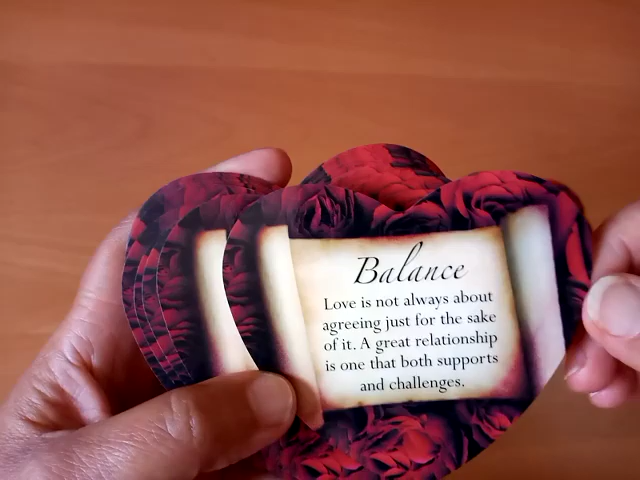 Balance
Love is not always about
agreeing just for the sake
of it. A great relationship
is one that both supports
and challenges.